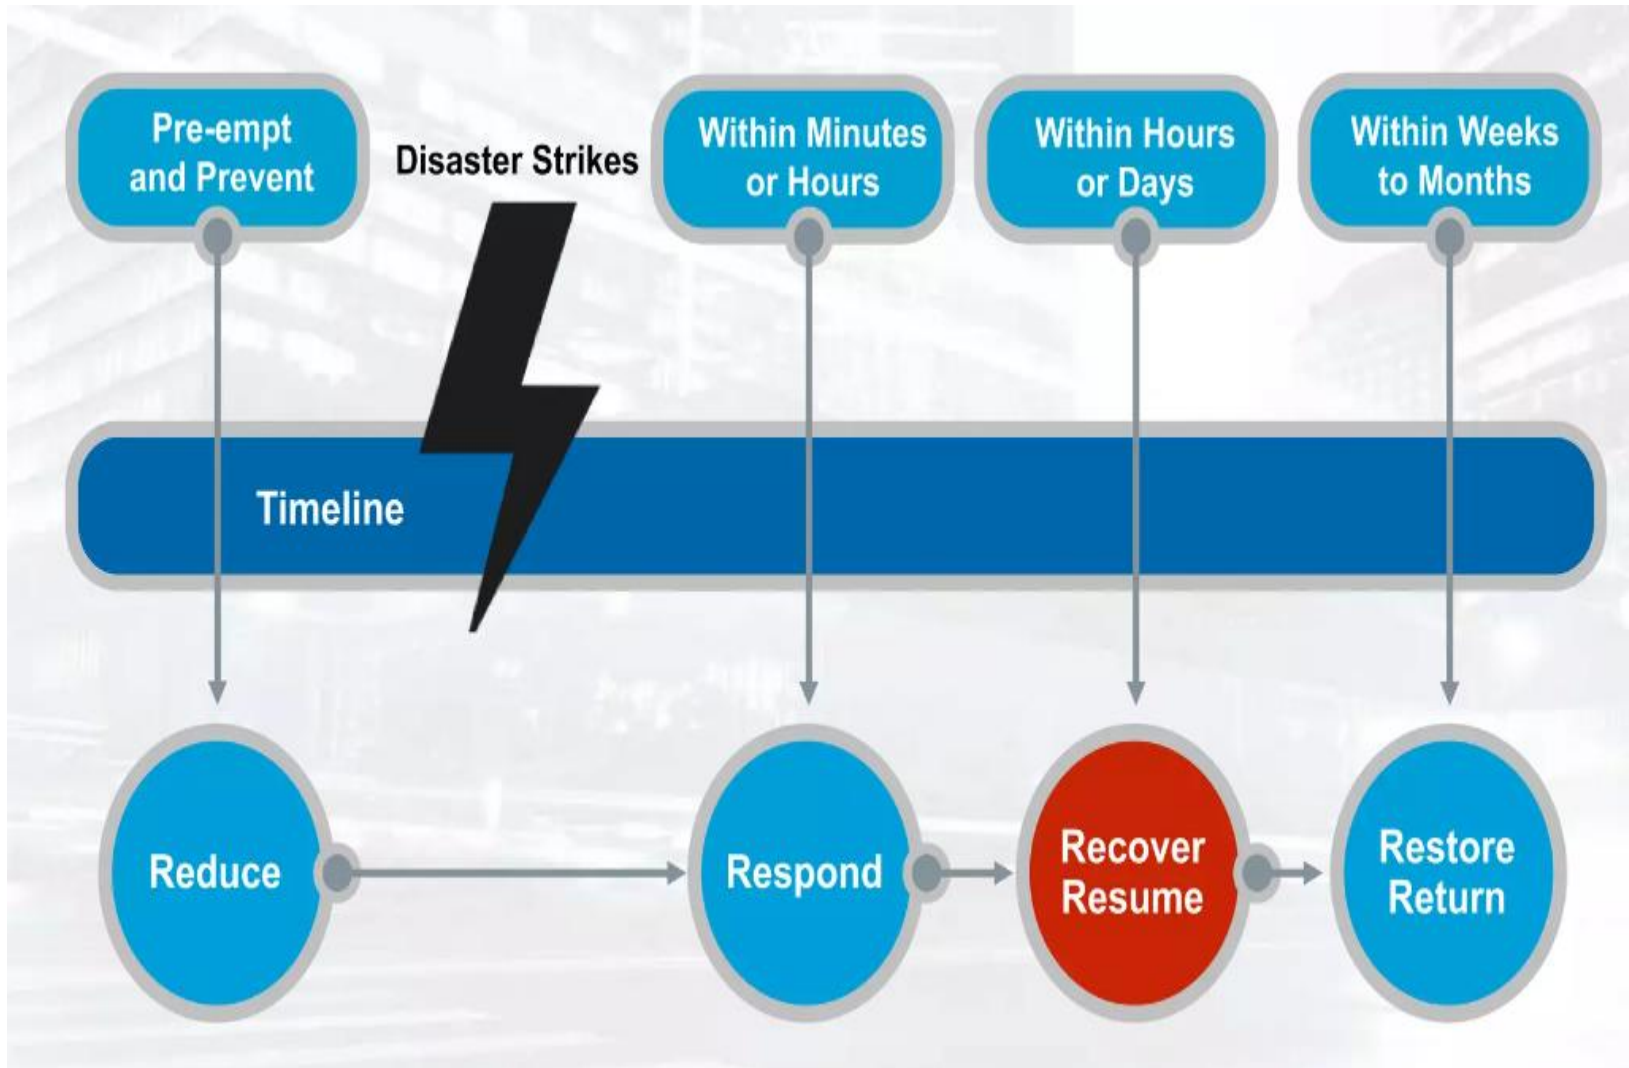 Pre-empt
and Prevent
Disaster Strikes
Within Minutes
or Hours
Within Hours
or Days
Within Weeks
to Months
Timeline
Reduce
Respond
Recover
Resume
Restore
Return